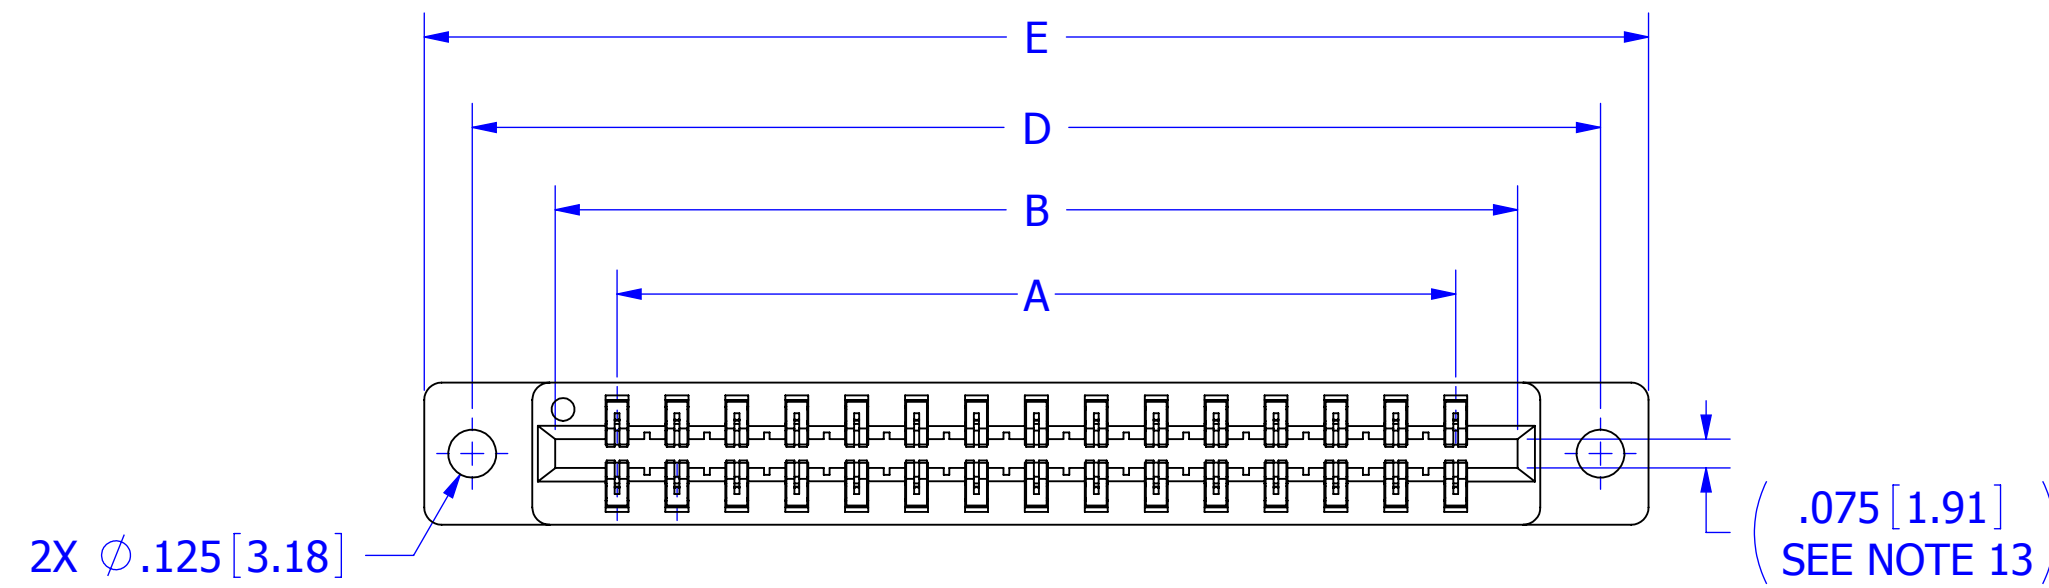 E
D
B
A
2X ⌀.125[3.18]
(.075[1.91]
SEE NOTE 13)